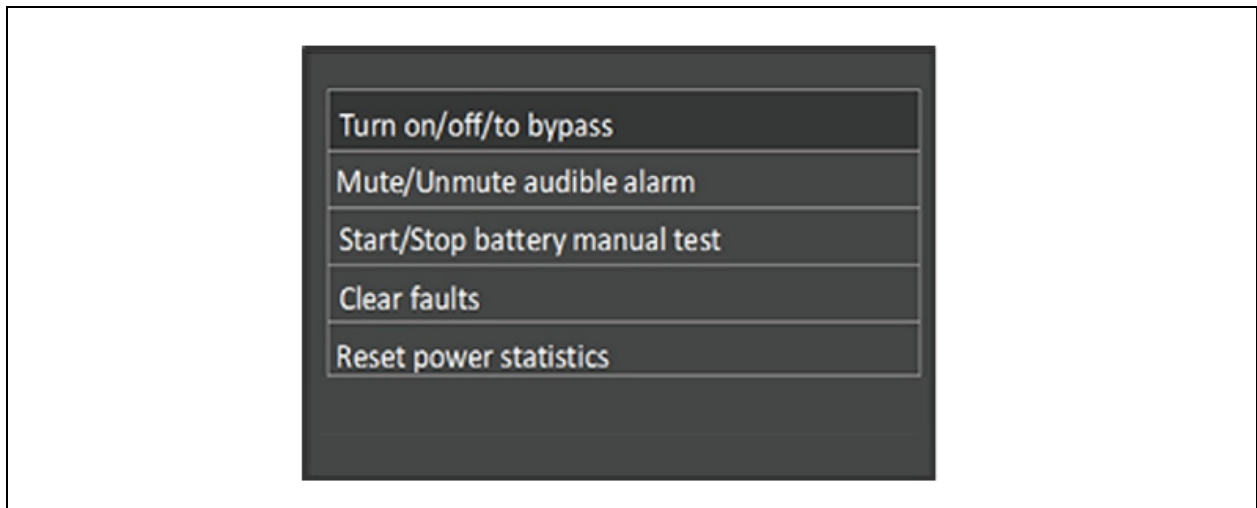 Turn on/off/to bypass
Mute/Unmute audible alarm
Start/Stop battery manual test
Clear faults
Reset power statistics